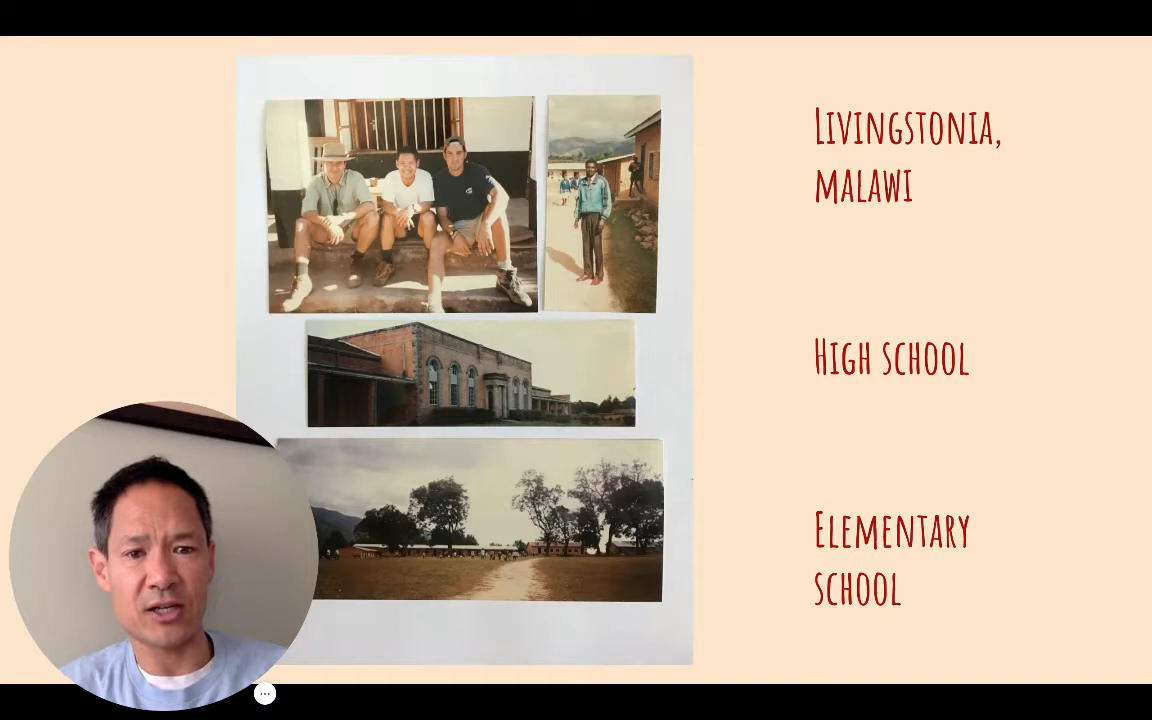 Livingstonia,
malawi
High school
Elementary
school